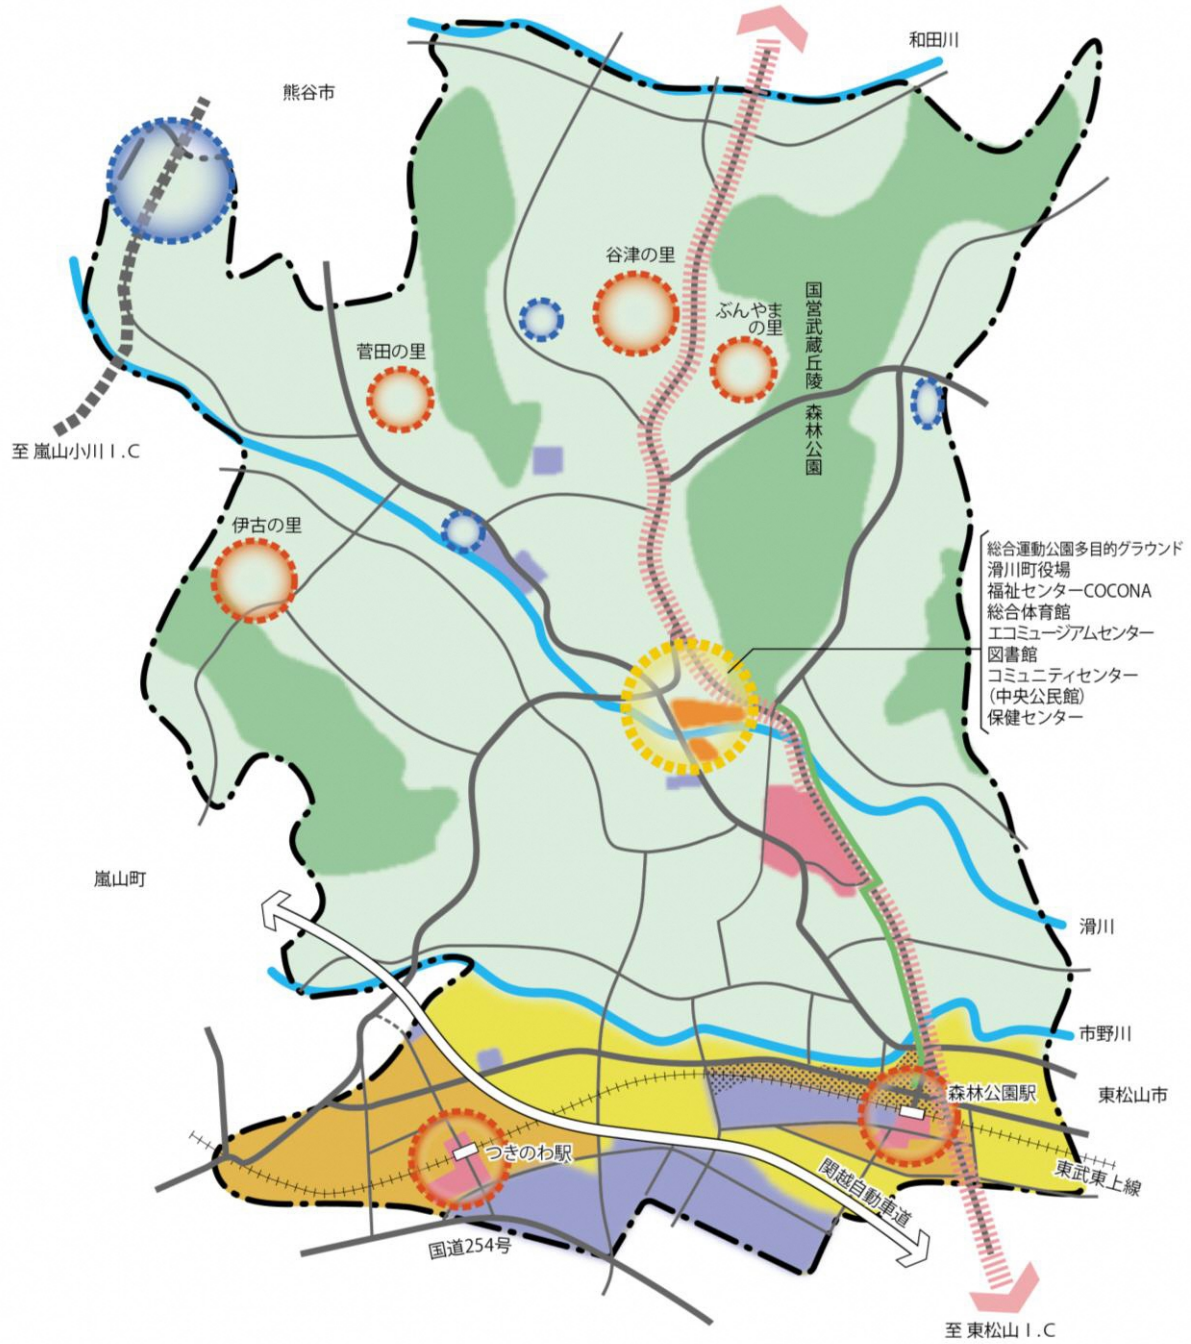 和田川
熊谷市
谷津の里
ぶんやま
の里
国営武蔵丘陵 森林公園
菅田の里
至 嵐山小川I.C
伊古の里
総合運動公園多目的グラウンド
滑川町役場
福祉センターCOCONA
総合体育館
エコミュージアムセンター
図書館
コミュニティセンター
(中央公民館)
保健センター
嵐山町
滑川
市野川
森林公園駅
東松山市
つきのわ駅
関越自動車道
東武東上線
国道254号
至 東松山I.C